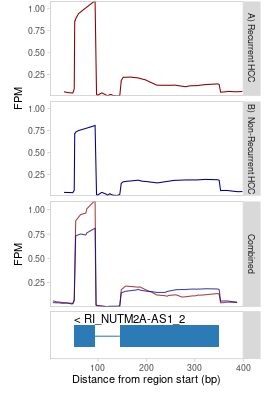 1.00
0.75
0.50
0.25
FPM
A) Recurrent HCC
1.00
0.75
0.50
0.25
B) Non-Recurrent HCC
1.00
0.75
0.50
0.25
FPM
Combined
< RI_NUTM2A-AS1_2
100 200 300 400
Distance from region start (bp)